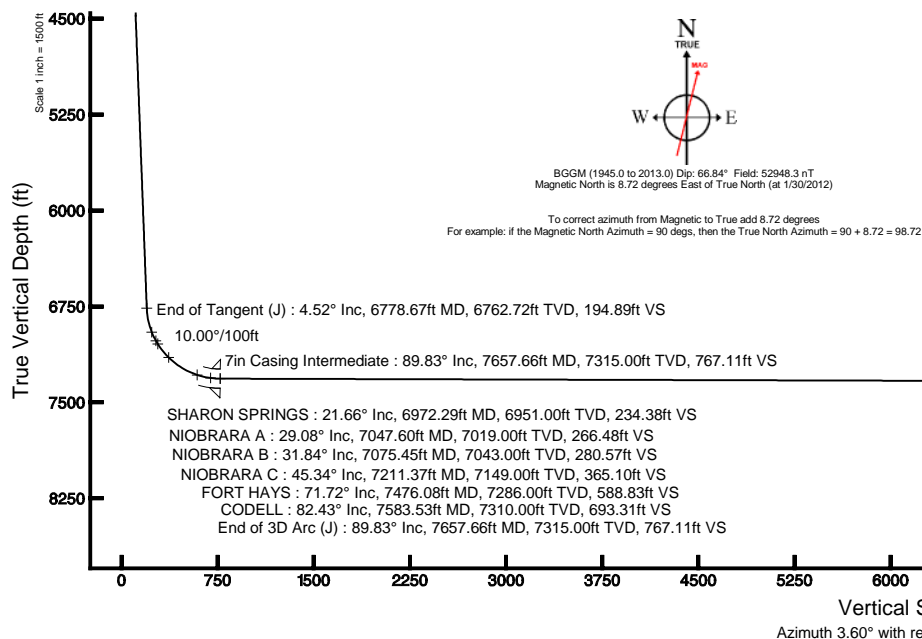 4500
5250
6000
6750
7500
8250
True Vertical Depth (ft)
Scale 1 inch = 1500 ft
N
TRUE
MAG
W
E
BGGM (1945.0 to 2013.0) Dip: 66.84° Field: 52948.3 nT
Magnetic North is 8.72 degrees East of True North (at 1/30/2012)
To correct azimuth from Magnetic to True add 8.72 degrees
For example: if the Magnetic North Azimuth = 90 degs, then the True North Azimuth = 90 + 8.72 = 98.72
End of Tangent (J) : 4.52° Inc, 6778.67ft MD, 6762.72ft TVD, 194.89ft VS
10.00°/100ft
7in Casing Intermediate : 89.83° Inc, 7657.66ft MD, 7315.00ft TVD, 767.11ft VS
SHARON SPRINGS : 21.66° Inc, 6972.29ft MD, 6951.00ft TVD, 234.38ft VS
NIOBRARA A : 29.08° Inc, 7047.60ft MD, 7019.00ft TVD, 266.48ft VS
NIOBRARA B : 31.84° Inc, 7075.45ft MD, 7043.00ft TVD, 280.57ft VS
NIOBRARA C : 45.34° Inc, 7211.37ft MD, 7149.00ft TVD, 365.10ft VS
FORT HAYS : 71.72° Inc, 7476.08ft MD, 7286.00ft TVD, 588.83ft VS
CODELL : 82.43° Inc, 7583.53ft MD, 7310.00ft TVD, 693.31ft VS
End of 3D Arc (J) : 89.83° Inc, 7657.66ft MD, 7315.00ft TVD, 767.11ft VS
0 750 1500 2250 3000 3750 4500 5250 6000
Vertical S
Azimuth 3.60° with re